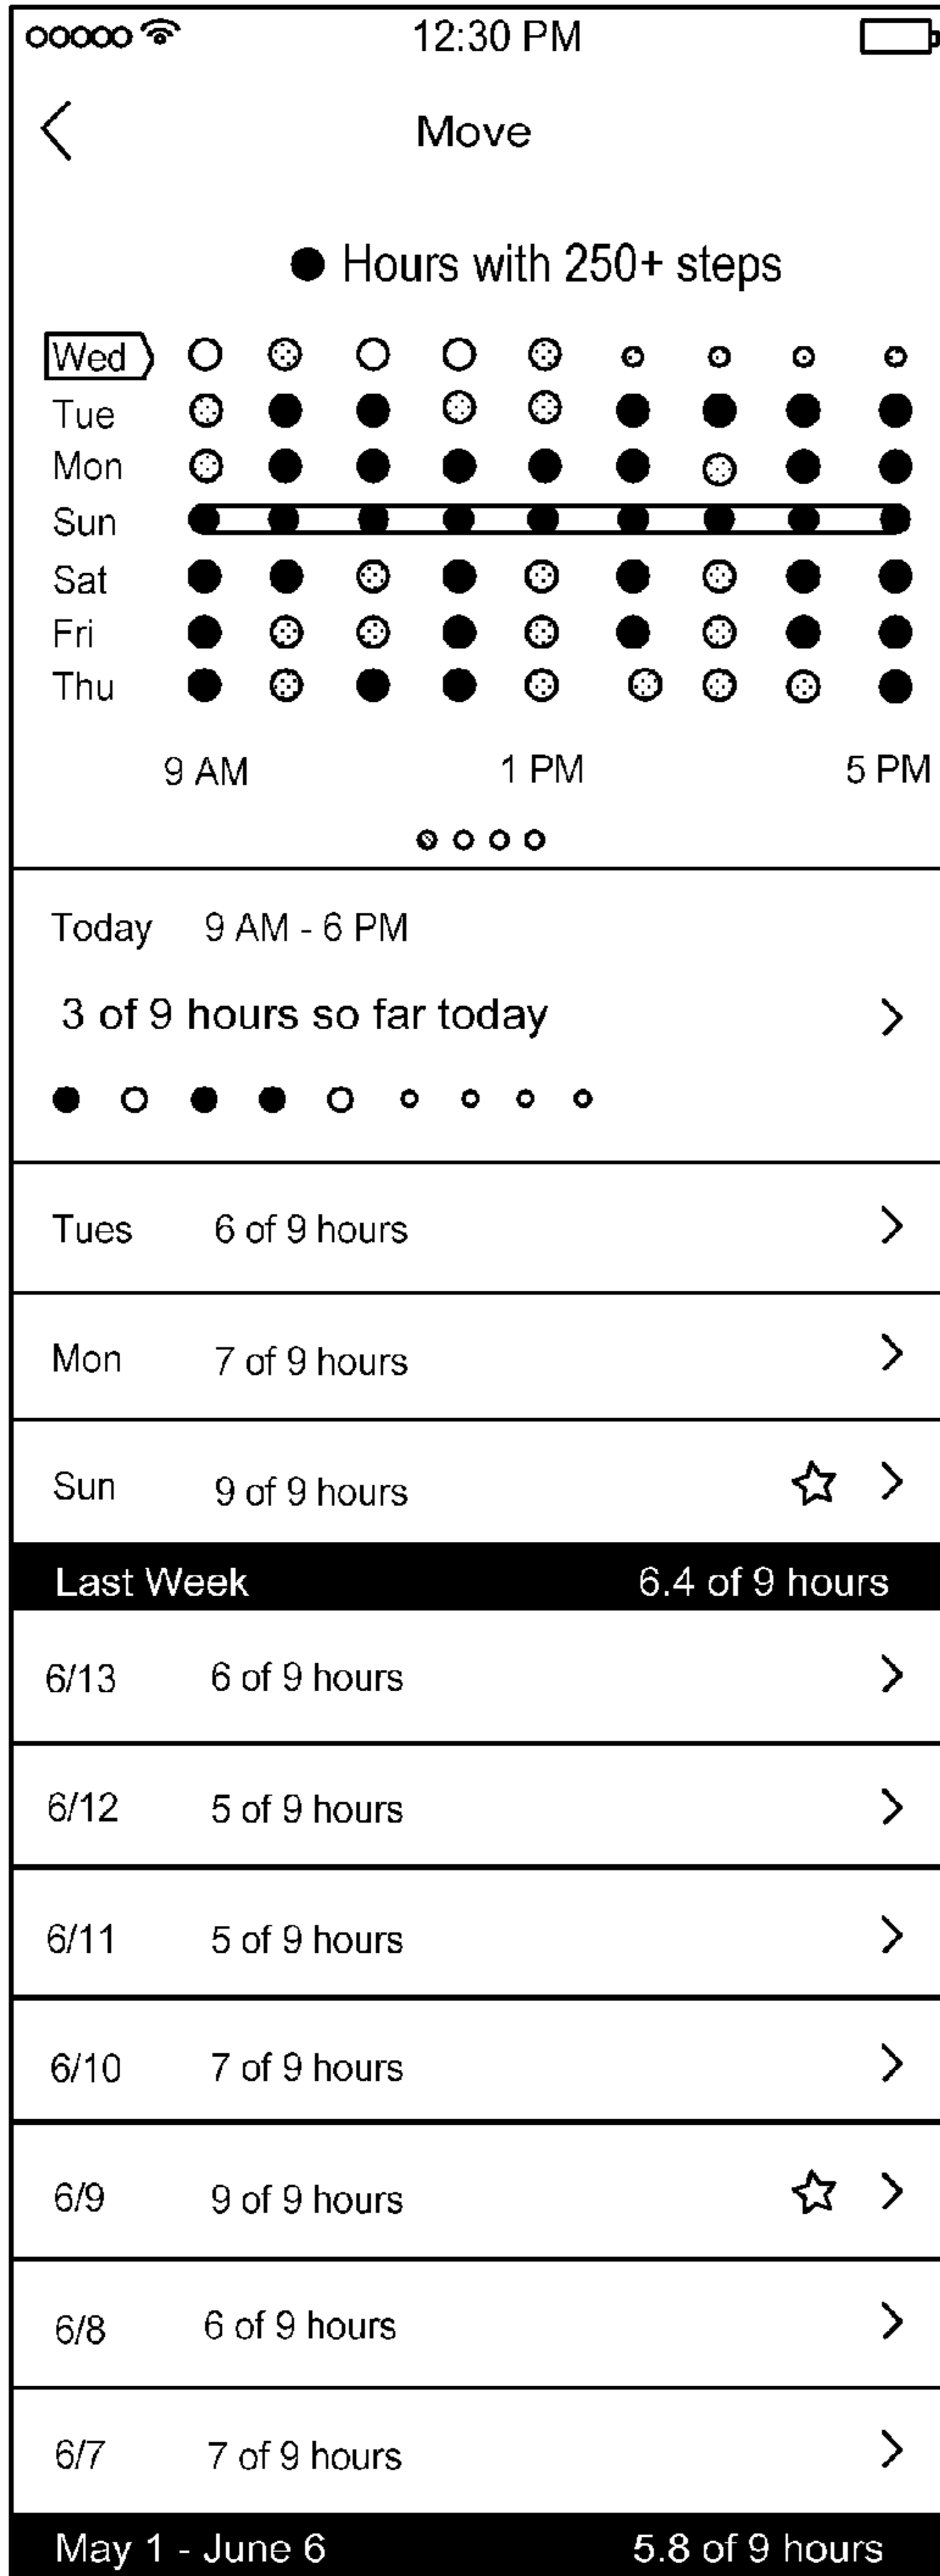 12:30 PM
Move
Hours with 250+ steps
Wed
Tue
Mon
Sun
Sat
Fri
Thu
9 AM 1 PM 5 PM
Today 9 AM - 6 PM
3 of 9 hours so far today
Tues 6 of 9 hours
Mon 7 of 9 hours
Sun 9 of 9 hours
Last Week 6.4 of 9 hours
6/13 6 of 9 hours
6/12 5 of 9 hours
6/11 5 of 9 hours
6/10 7 of 9 hours
6/9 9 of 9 hours
6/8 6 of 9 hours
6/7 7 of 9 hours
May 1 - June 6 5.8 of 9 hours